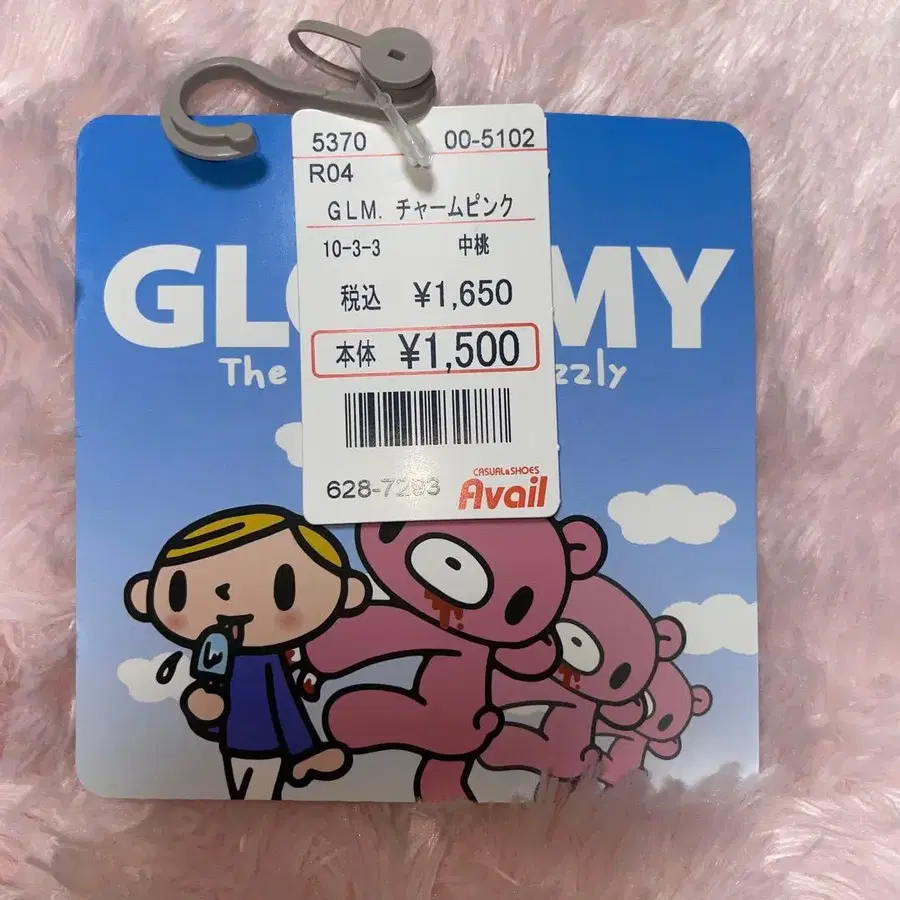 5370 00-5102
R04
GLM. チャームピンク
10-3-3 中桃
税込 ¥1,650
本体 ¥1,500
628-7293
CASUAL&SHOES
Avail
GL MY
The zzly